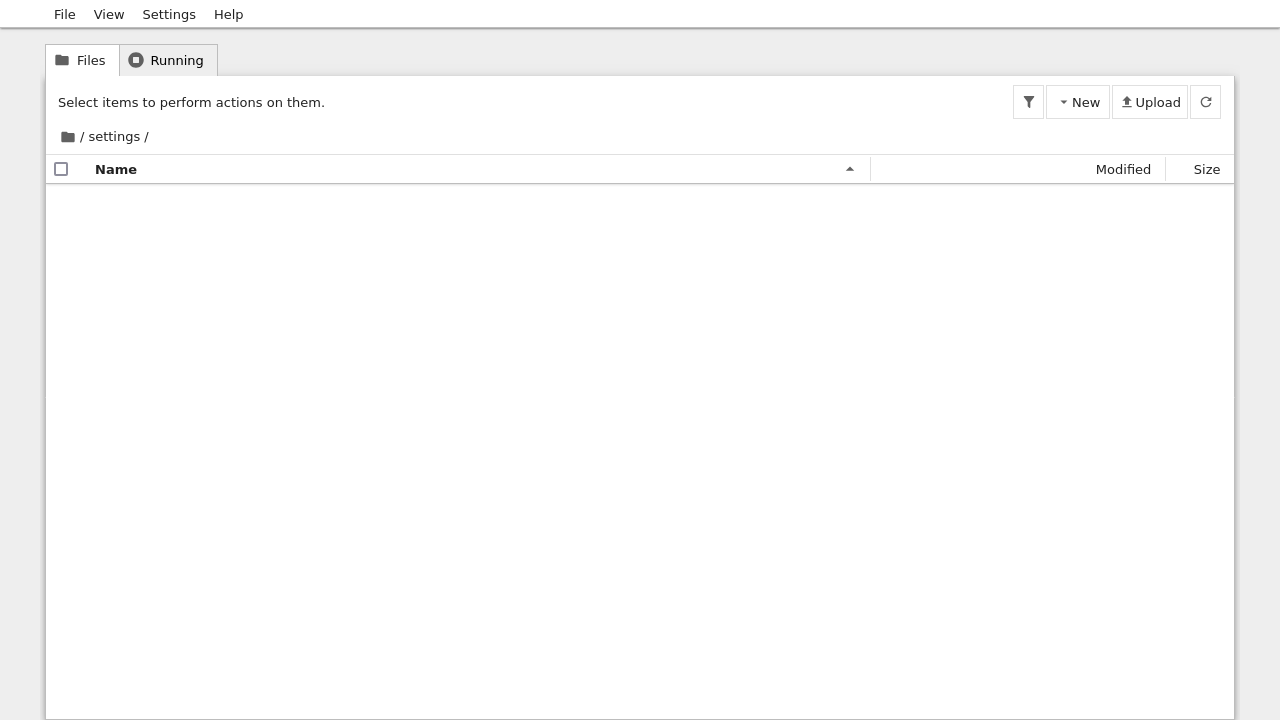 File View Settings Help
Files Running
Select items to perform actions on them. New Upload
/ settings /
Name Modified Size